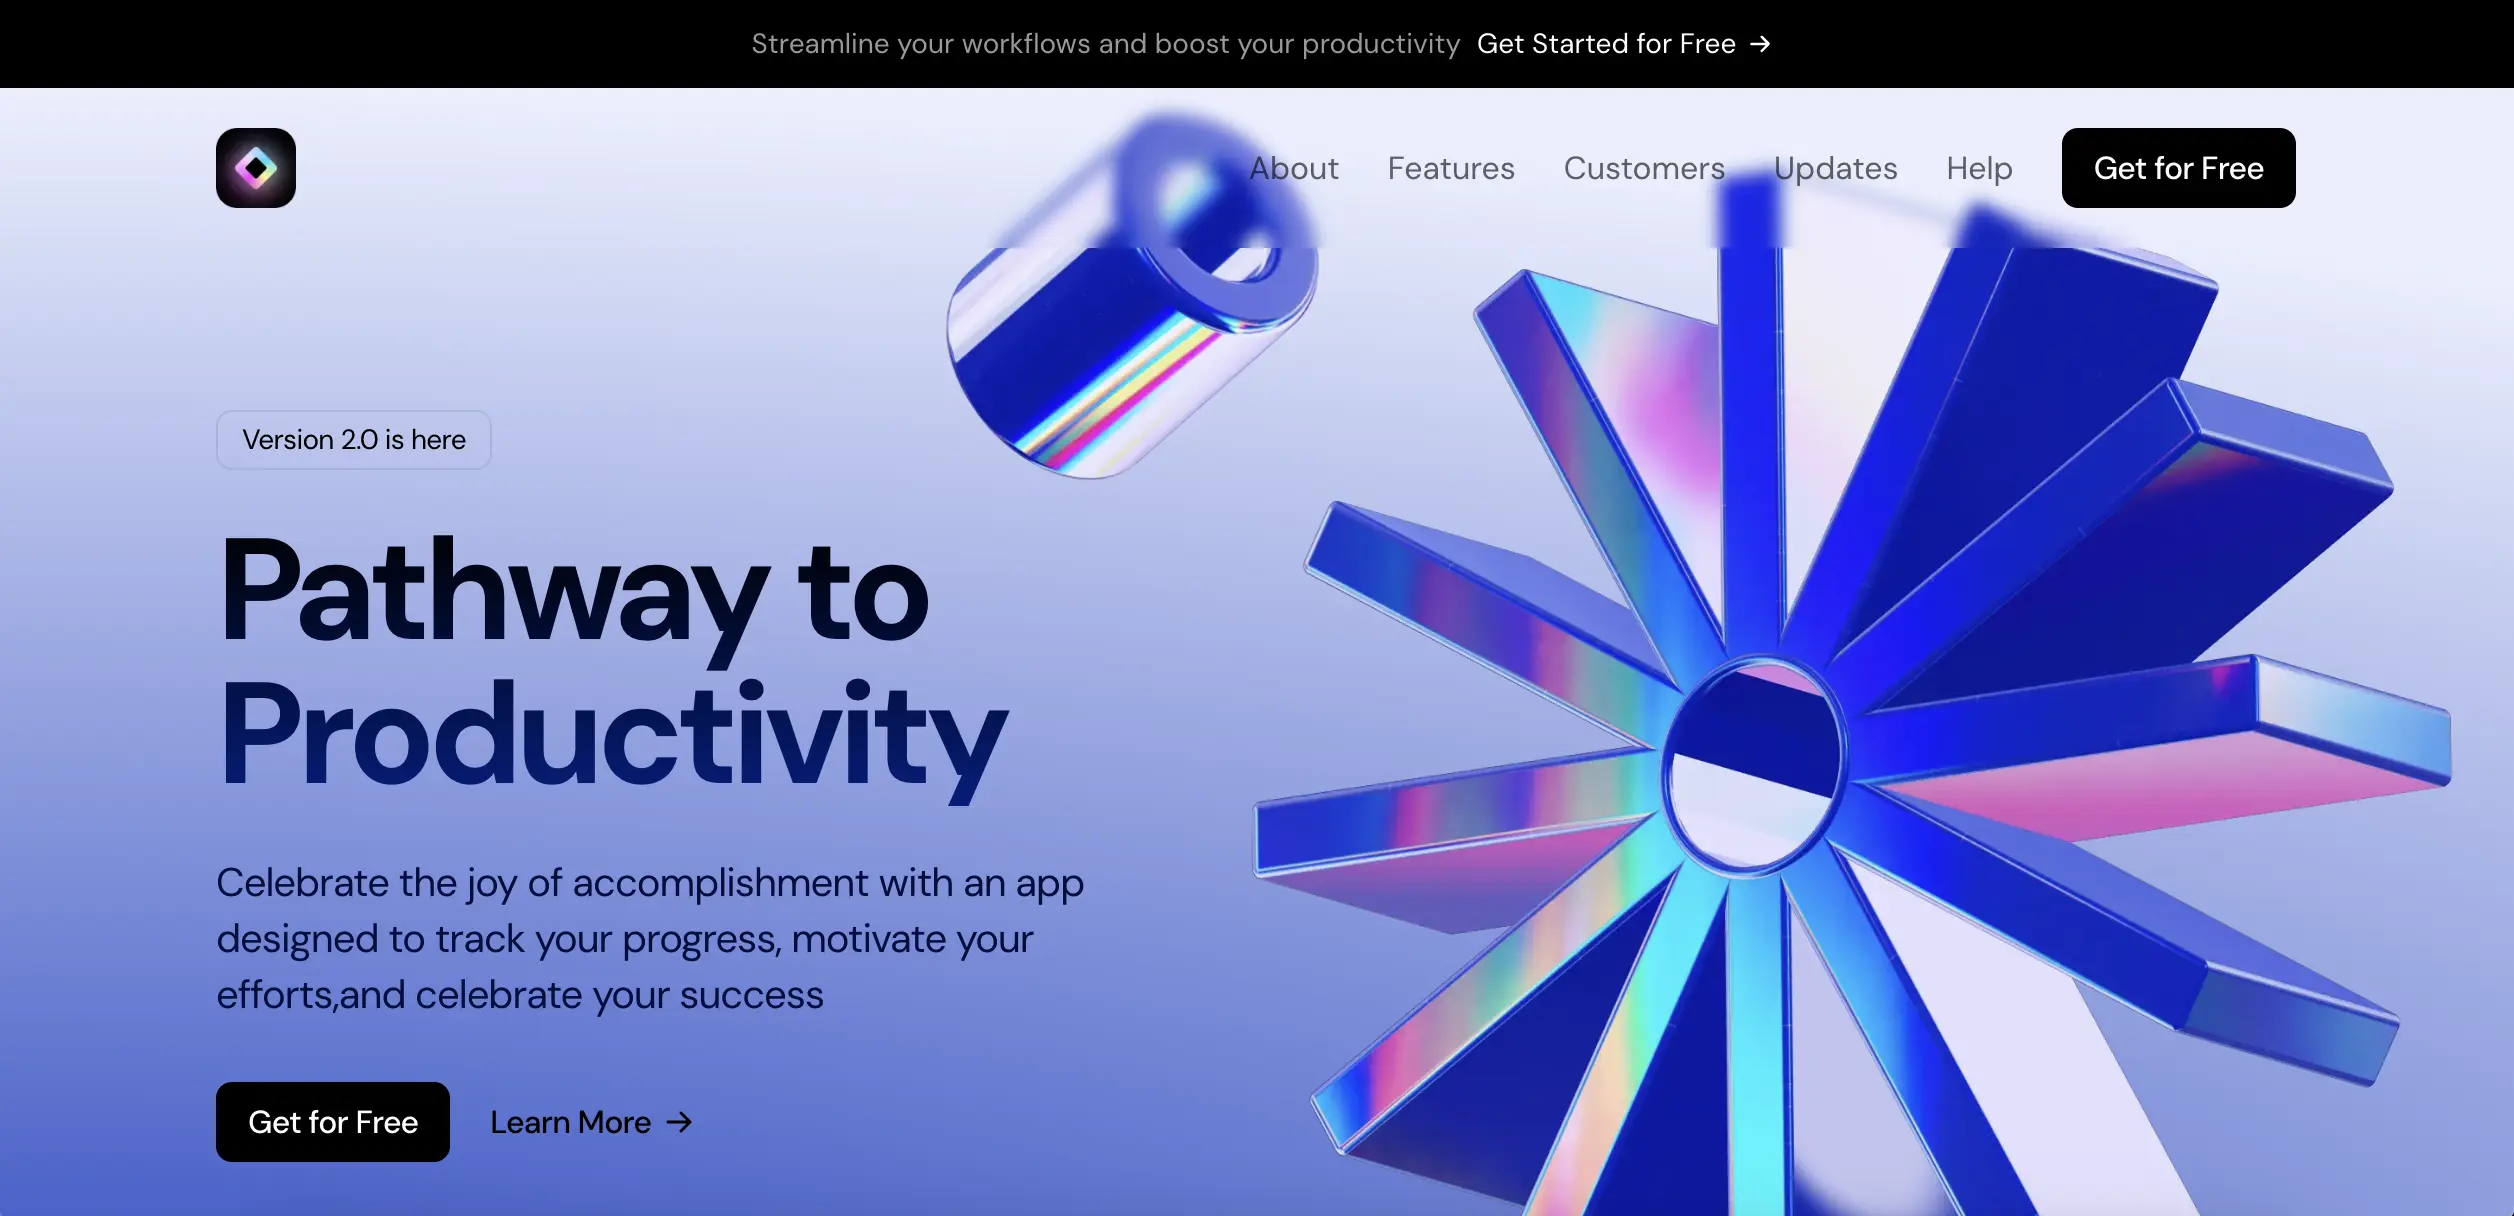 Streamline your workflows and boost your productivity Get Started for Free →
About Features Customers Updates Help Get for Free
Version 2.0 is here
Pathway to
Productivity
Celebrate the joy of accomplishment with an app
designed to track your progress, motivate your
efforts,and celebrate your success
Get for Free Learn More →